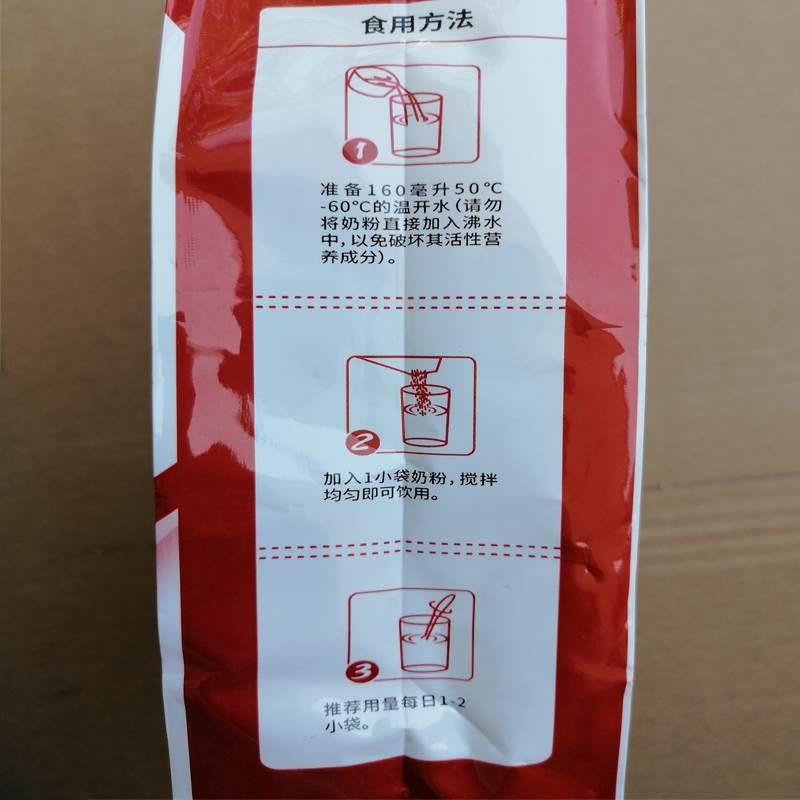 食用方法
1
准备160毫升50℃
-60℃的温开水(请勿
将奶粉直接加入沸水
中,以免破坏其活性营
养成分)。
2
加入1小袋奶粉,搅拌
均匀即可饮用。
3
推荐用量每日1-2
小袋。